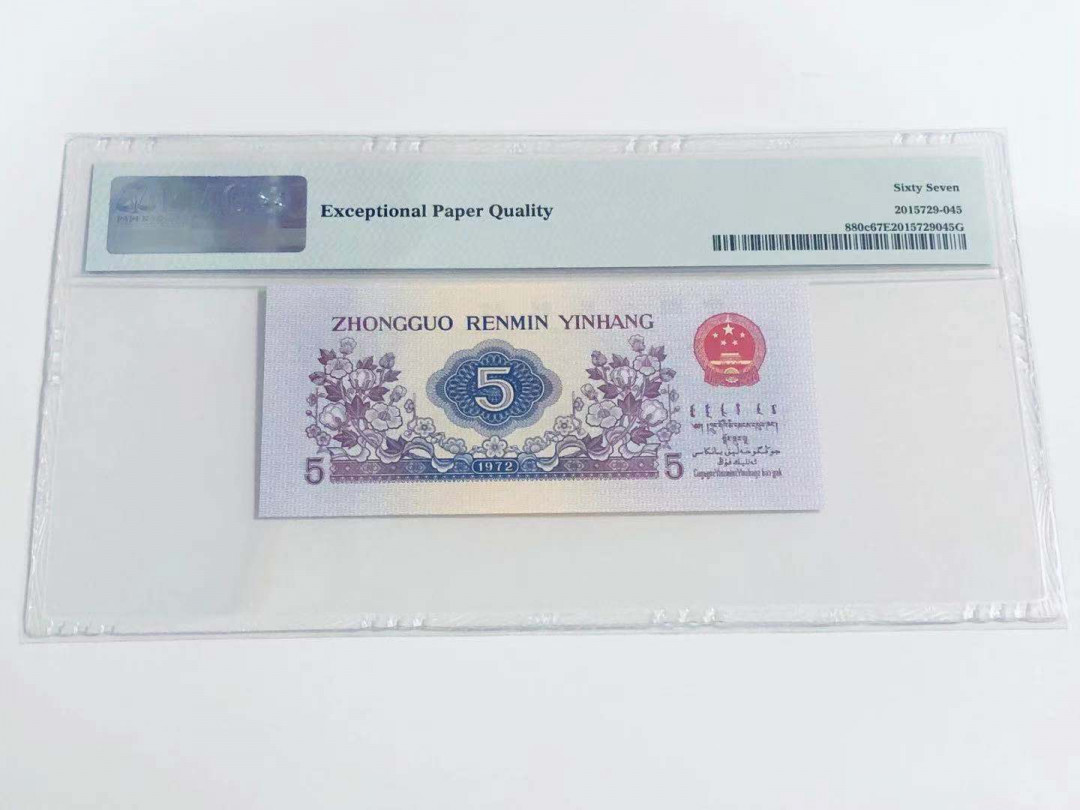 Exceptional Paper Quality
Sixty Seven
2015729-045
880c67E2015729045G
ZHONGGUO RENMIN YINHANG
5
5
1972
5